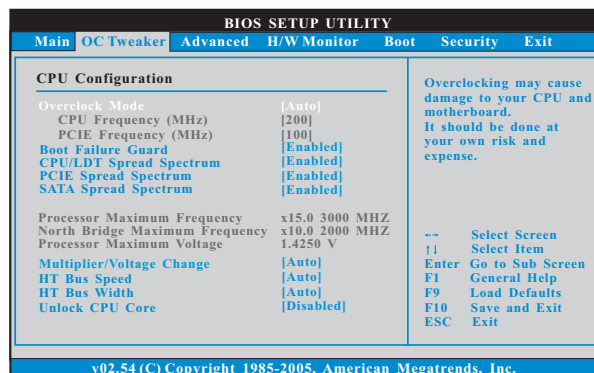 BIOS SETUP UTILITY
Main OC Tweaker Advanced H/W Monitor Boot Security Exit
CPU Configuration
Overclock Mode [Auto]
CPU Frequency (MHz) [200]
PCIE Frequency (MHz) [100]
Boot Failure Guard [Enabled]
CPU/LDT Spread Spectrum [Enabled]
PCIE Spread Spectrum [Enabled]
SATA Spread Spectrum [Enabled]
Processor Maximum Frequency x15.0 3000 MHZ
North Bridge Maximum Frequency x10.0 2000 MHZ
Processor Maximum Voltage 1.4250 V
Multiplier/Voltage Change [Auto]
HT Bus Speed [Auto]
HT Bus Width [Auto]
Unlock CPU Core [Disabled]
Overclocking may cause
damage to your CPU and
motherboard.
It should be done at
your own risk and
expense.
←→ Select Screen
↑↓ Select Item
Enter Go to Sub Screen
F1 General Help
F9 Load Defaults
F10 Save and Exit
ESC Exit
v02.54 (C) Copyright 1985-2005, American Megatrends, Inc.